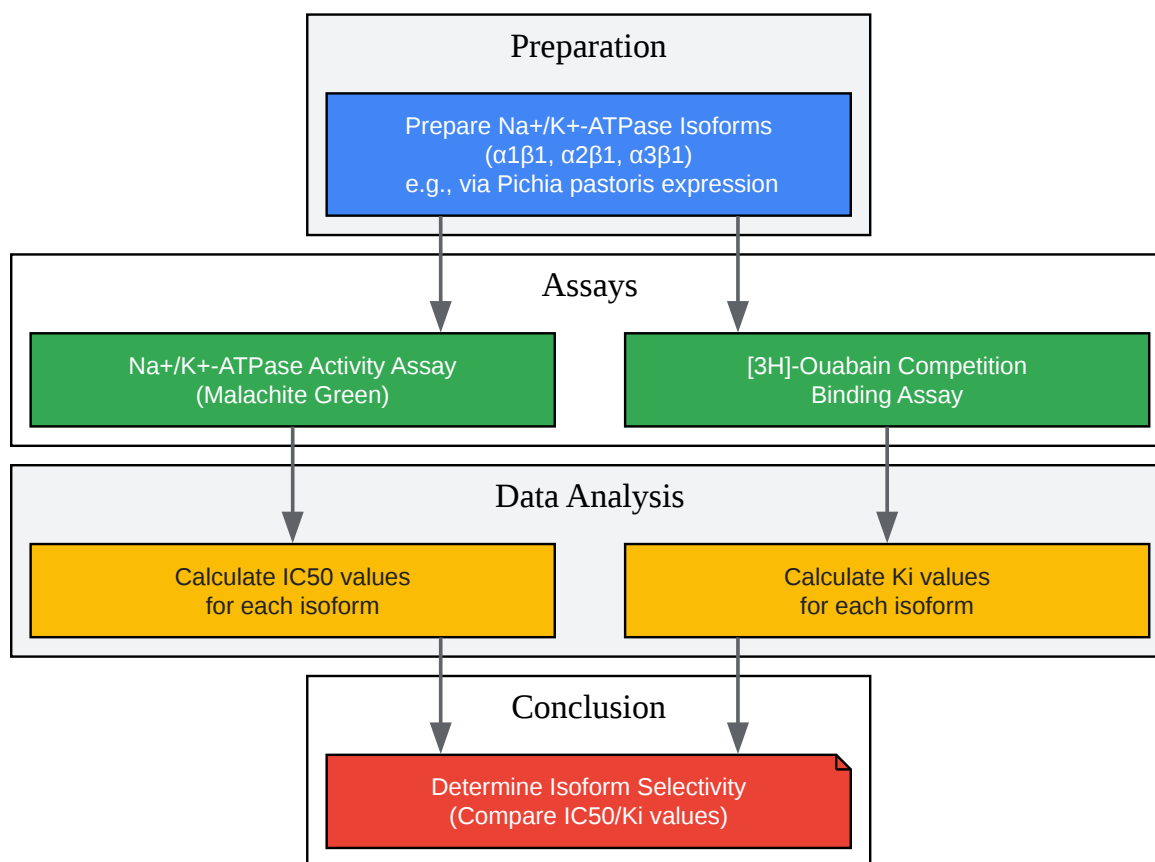 Preparation
Prepare Na+/K+-ATPase Isoforms
(α1β1, α2β1, α3β1)
e.g., via Pichia pastoris expression
Assays
Na+/K+-ATPase Activity Assay
(Malachite Green)
[3H]-Ouabain Competition
Binding Assay
Data Analysis
Calculate IC50 values
for each isoform
Calculate Ki values
for each isoform
Conclusion
Determine Isoform Selectivity
(Compare IC50/Ki values)